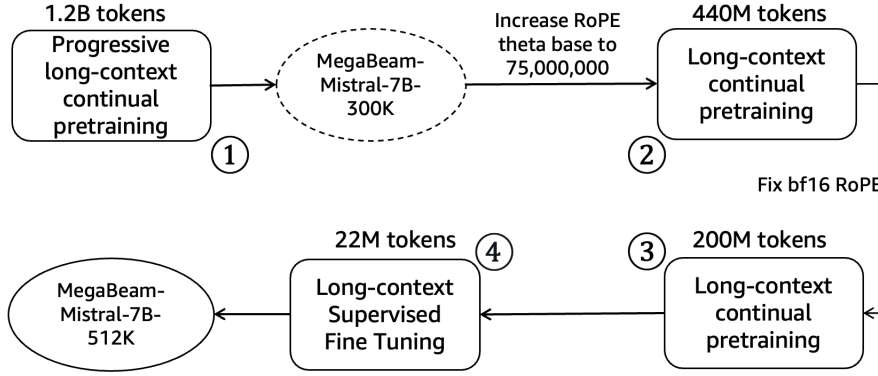 1.2B tokens
Progressive
long-context
continual
pretraining
①
MegaBeam-
Mistral-7B-
300K
Increase RoPE
theta base to
75,000,000
440M tokens
Long-context
continual
pretraining
②
Fix bf16 RoPE
200M tokens
③
Long-context
continual
pretraining
22M tokens
④
Long-context
Supervised
Fine Tuning
MegaBeam-
Mistral-7B-
512K